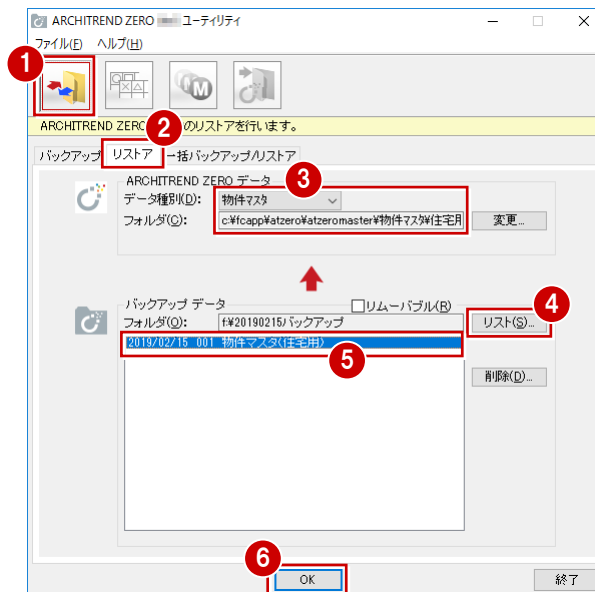 ARCHITREND ZERO ユーティリティ
ファイル(F) ヘルプ(H)
1
M
ARCHITREND ZERO のリストアを行います。
2
バックアップ リストア 一括バックアップ/リストア
3
ARCHITREND ZERO データ
データ種別(D): 物件マスタ
フォルダ(C): c:¥fcapp¥atzero¥atzeromaster¥物件マスタ¥住宅用 変更...
バックアップ データ リムーバブル(R)
4
フォルダ(O): f:¥20190215バックアップ リスト(S)...
2019/02/15 001 物件マスタ(住宅用)
5
削除(D)...
6
OK 終了